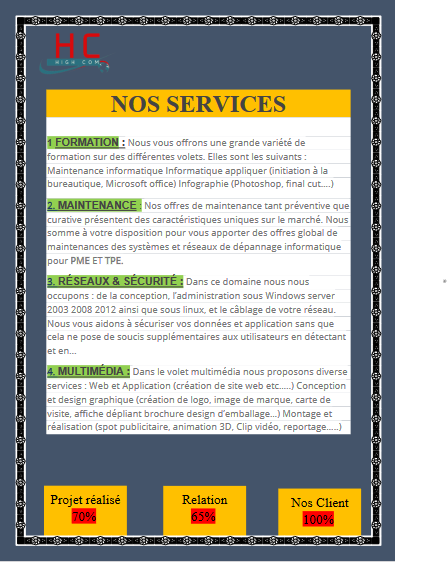 HC
HIGH COM
NOS SERVICES
1 FORMATION : Nous vous offrons une grande variété de
formation sur des différentes volets. Elles sont les suivants :
Maintenance informatique Informatique appliquer (initiation à la
bureautique, Microsoft office) Infographie (Photoshop, final cut....)
2. MAINTENANCE : Nos offres de maintenance tant préventive que
curative présentent des caractéristiques uniques sur le marché. Nous
somme à votre disposition pour vous apporter des offres global de
maintenances des systèmes et réseaux de dépannage informatique
pour PME ET TPE.
3. RÉSEAUX & SÉCURITÉ : Dans ce domaine nous nous
occupons : de la conception, l'administration sous Windows server
2003 2008 2012 ainsi que sous linux, et le câblage de votre réseau.
Nous vous aidons à sécuriser vos données et application sans que
cela ne pose de soucis supplémentaires aux utilisateurs en détectant
et en...
4. MULTIMÉDIA : Dans le volet multimédia nous proposons diverse
services : Web et Application (création de site web etc.....) Conception
et design graphique (création de logo, image de marque, carte de
visite, affiche dépliant brochure design d'emballage...) Montage et
réalisation (spot publicitaire, animation 3D, Clip vidéo, reportage.....)
Projet réalisé
70%
Relation
65%
Nos Client
100%